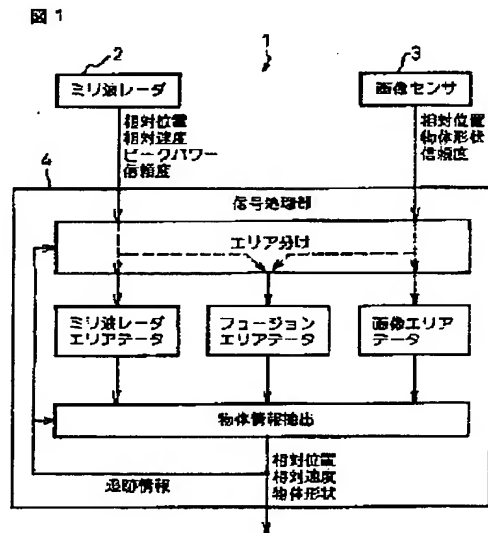 図1
1
2
3
ミリ波レーダ
画像センサ
相対位置
相対速度
ピークパワー
信頼度
相対位置
物体形状
信頼度
4
信号処理部
エリア分け
ミリ波レーダ
エリアデータ
フュージョン
エリアデータ
画像エリア
データ
物体情報抽出
追跡情報
相対位置
相対速度
物体形状